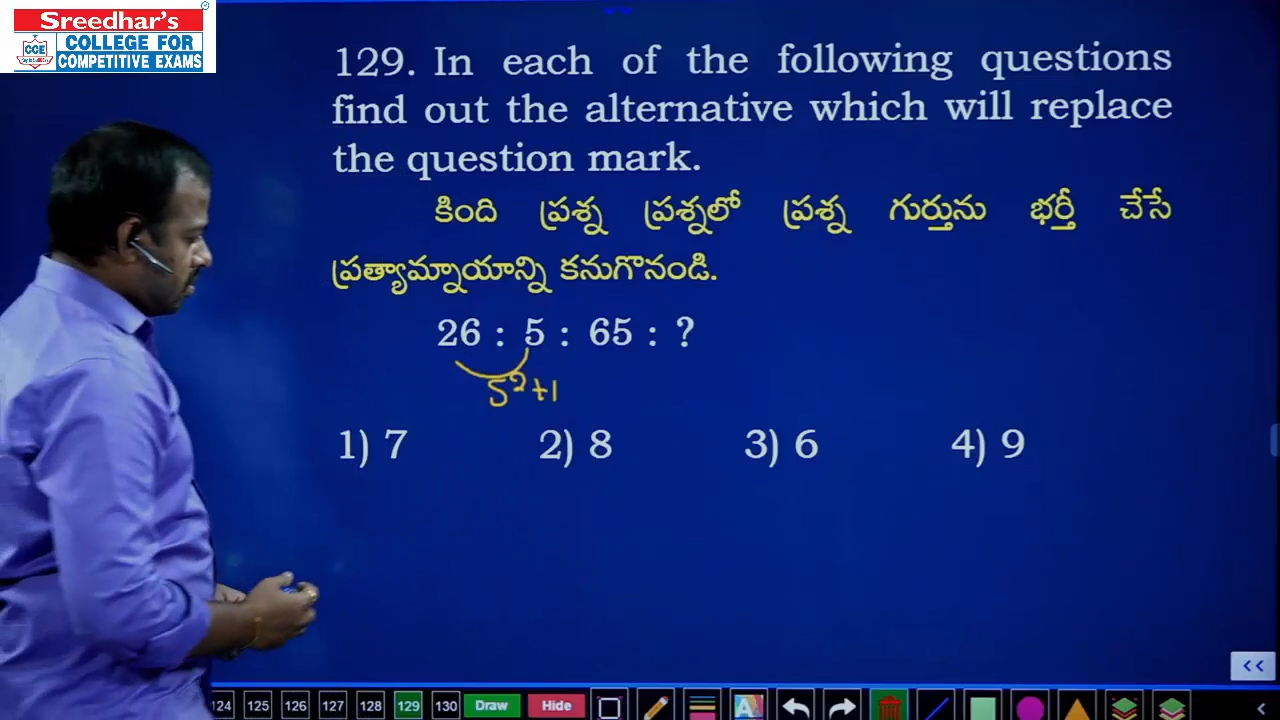 Sreedhar's
CCE
COLLEGE FOR
COMPETITIVE EXAMS
129. In each of the following questions
find out the alternative which will replace
the question mark.
కింది ప్రశ్న ప్రశ్నలో ప్రశ్న గుర్తును భర్తీ చేసే
ప్రత్యామ్నాయాన్ని కనుగొనండి.
26 : 5 : 65 : ?
5²+1
1) 7 2) 8 3) 6 4) 9
<<
124 125 126 127 128 129 130 Draw Hide A <